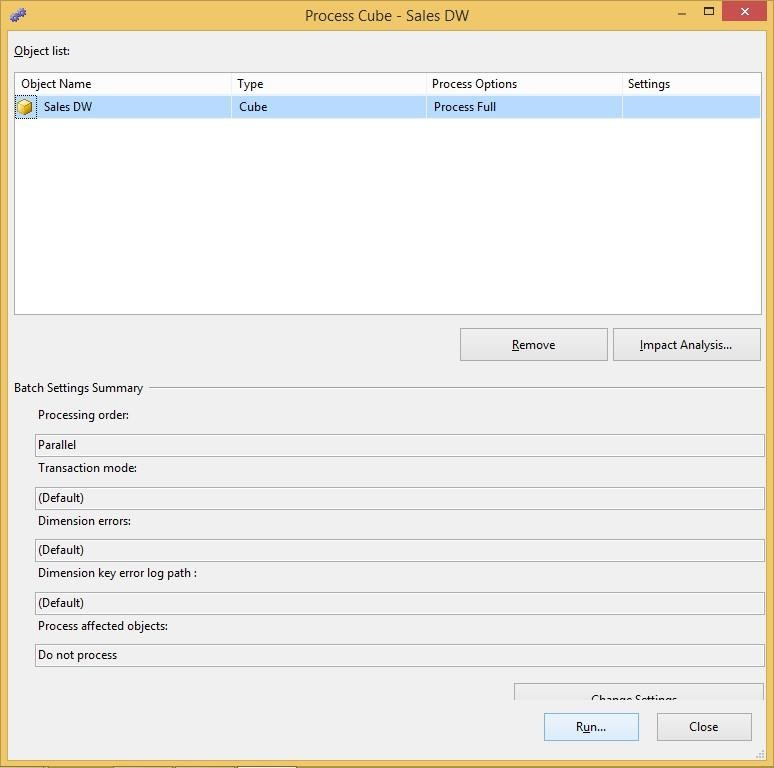 Process Cube - Sales DW
Object list:
Object Name Type Process Options Settings
Sales DW Cube Process Full
Remove Impact Analysis...
Batch Settings Summary
Processing order:
Parallel
Transaction mode:
(Default)
Dimension errors:
(Default)
Dimension key error log path :
(Default)
Process affected objects:
Do not process
Change Settings
Run... Close